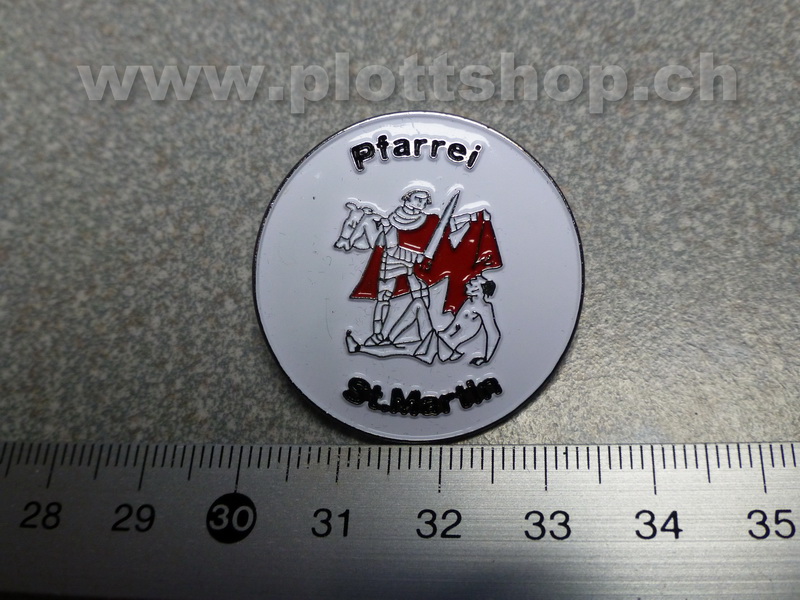 www.plottshop.ch
Pfarrei
St.Martin
28 29 30 31 32 33 34 35